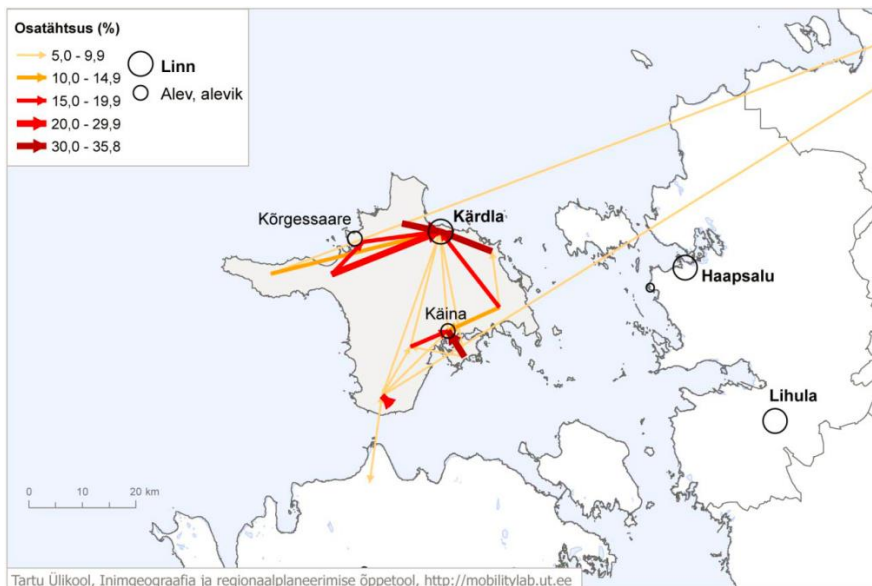 Osatähtsus (%)
5,0 - 9,9
10,0 - 14,9
15,0 - 19,9
20,0 - 29,9
30,0 - 35,8
Linn
Alev, alevik
Kõrgessaare
Kärdla
Haapsalu
Käina
Lihula
0 10 20 km
Tartu Ülikool, Inimgeograafia ja regionaalplaneerimise õppetool, http://mobilitylab.ut.ee